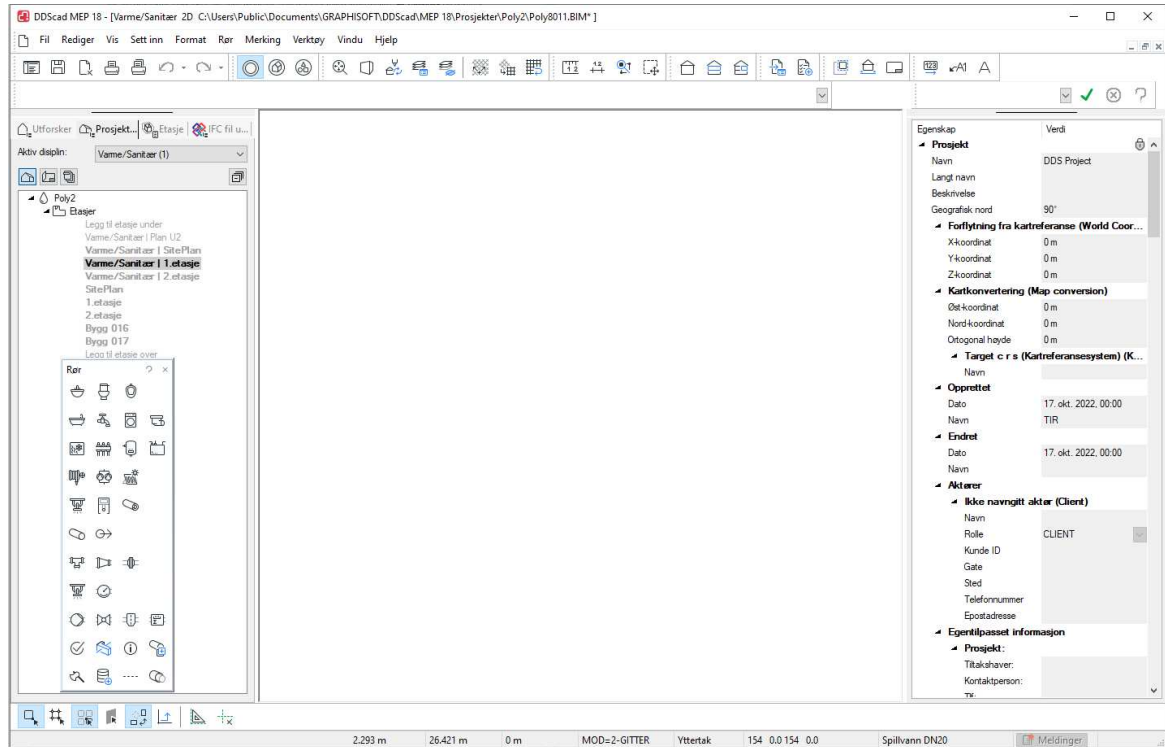 DDScad MEP 18 - [Varme/Sanitær 2D C:\Users\Public\Documents\GRAPHISOFT\DDScad\MEP 18\Prosjekter\Poly2\Poly8011.BIM* ]
Fil Rediger Vis Sett inn Format Rør Merking Verktøy Vindu Hjelp
Utforsker Prosjekt... Etasje IFC fil u...
Aktiv disiplin: Varme/Sanitær (1)
Poly2
Etasjer
Legg til etasje under
Varme/Sanitær | Plan U2
Varme/Sanitær | SitePlan
Varme/Sanitær | 1.etasje
Varme/Sanitær | 2.etasje
SitePlan
1.etasje
2.etasje
Bygg 016
Bygg 017
Legg til etasje over
Rør
Egenskap Verdi
Prosjekt
Navn DDS Project
Langt navn
Beskrivelse
Geografisk nord 90°
Forflytning fra kartreferanse (World Coor...
X-koordinat 0 m
Y-koordinat 0 m
Z-koordinat 0 m
Kartkonvertering (Map conversion)
Øst-koordinat 0 m
Nord-koordinat 0 m
Ortogonal høyde 0 m
Target c r s (Kartreferansesystem) (K...
Navn
Opprettet
Dato 17. okt. 2022, 00:00
Navn TIR
Endret
Dato 17. okt. 2022, 00:00
Navn
Aktører
Ikke navngitt aktør (Client)
Navn
Rolle CLIENT
Kunde ID
Gate
Sted
Telefonnummer
Epostadresse
Egentilpasset informasjon
Prosjekt:
Tiltakshaver:
Kontaktperson:
Tlf:
2.293 m 26.421 m 0 m MOD=2-GITTER Yttertak 154 0.0 154 0.0 Spillvann DN20 Meldinger